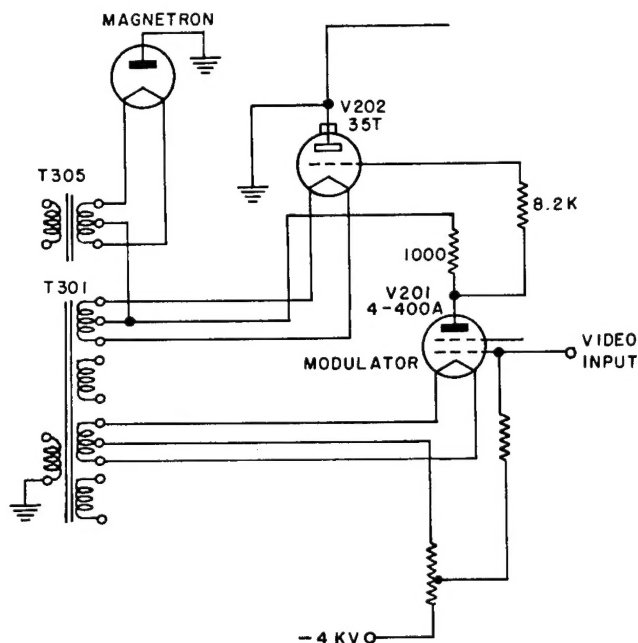 MAGNETRON
V202
35T
T305
8.2K
1000
T301
V201
4-400A
VIDEO
INPUT
MODULATOR
-4 KV